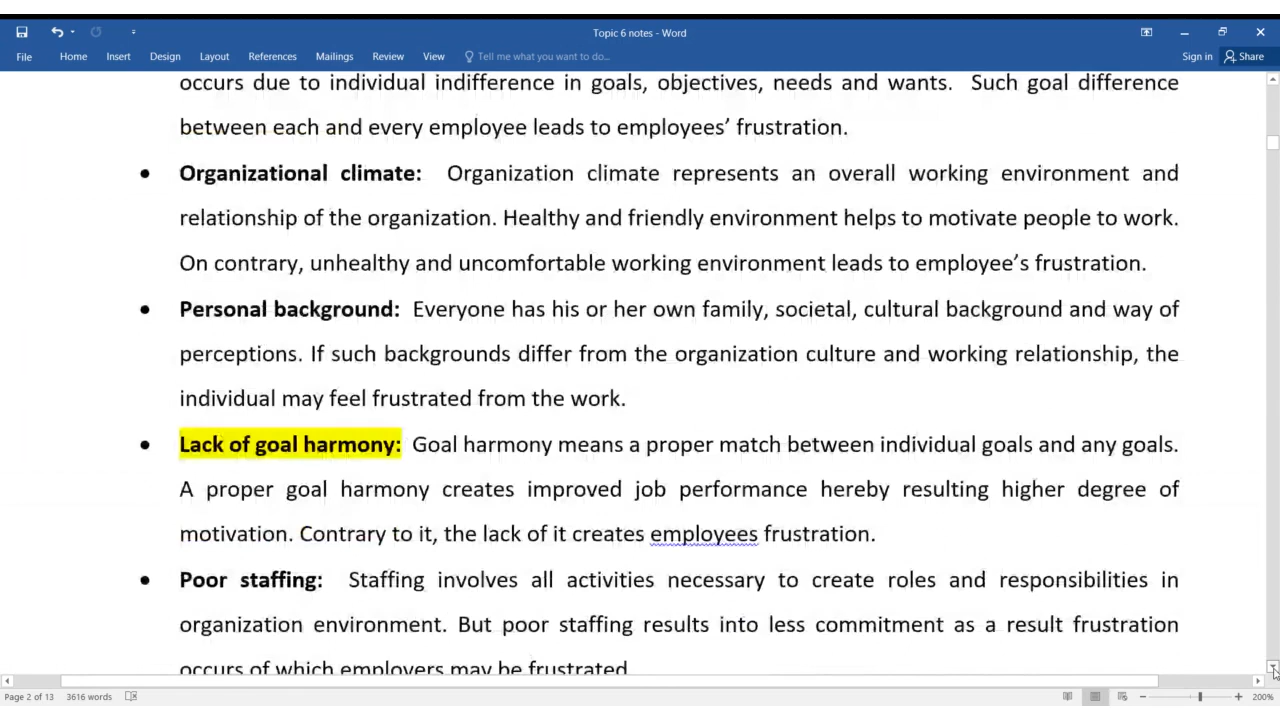 Topic 6 notes - Word
File Home Insert Design Layout References Mailings Review View Tell me what you want to do... Sign in Share
occurs due to individual indifference in goals, objectives, needs and wants. Such goal difference
between each and every employee leads to employees’ frustration.
• Organizational climate: Organization climate represents an overall working environment and
relationship of the organization. Healthy and friendly environment helps to motivate people to work.
On contrary, unhealthy and uncomfortable working environment leads to employee’s frustration.
• Personal background: Everyone has his or her own family, societal, cultural background and way of
perceptions. If such backgrounds differ from the organization culture and working relationship, the
individual may feel frustrated from the work.
• Lack of goal harmony: Goal harmony means a proper match between individual goals and any goals.
A proper goal harmony creates improved job performance hereby resulting higher degree of
motivation. Contrary to it, the lack of it creates employees frustration.
• Poor staffing: Staffing involves all activities necessary to create roles and responsibilities in
organization environment. But poor staffing results into less commitment as a result frustration
occurs of which employers may be frustrated
Page 2 of 13 3616 words 200%